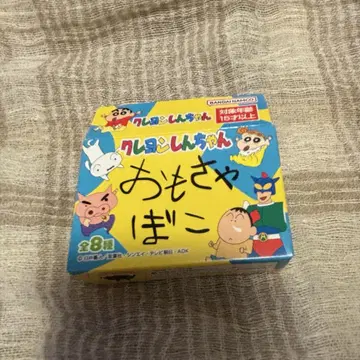 BANDAI NAMCO
クレヨンしんちゃん
対象年齢
15才以上
クレヨンしんちゃん
おもちゃ
ばこ
全8種